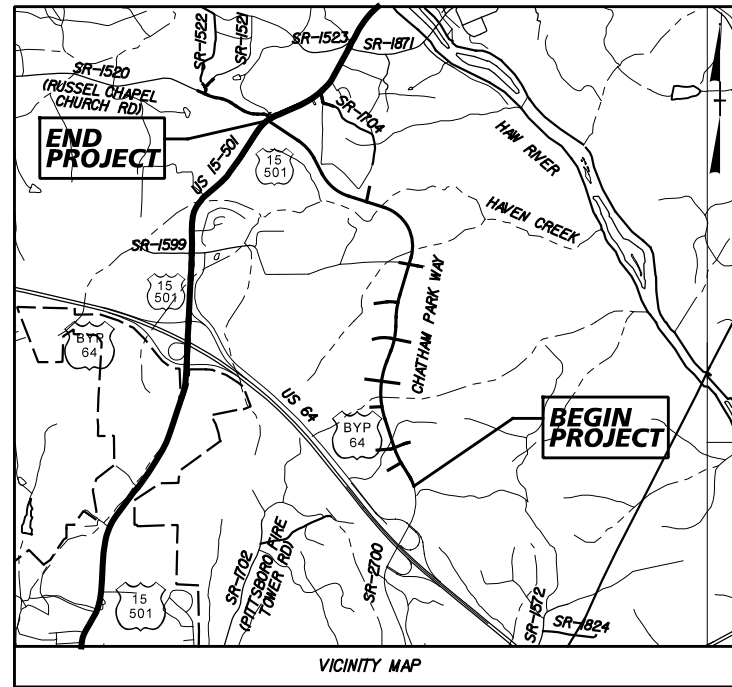 SR-1522
SR-1521
SR-1523
SR-1871
SR-1520
(RUSSEL CHAPEL
CHURCH RD)
SR-1704
END
PROJECT
US 15-501
15
501
HAW RIVER
HAVEN CREEK
SR-1599
15
501
BYP
64
CHATHAM PARK WAY
US 64
BYP
64
BEGIN
PROJECT
SR-1702
(PITTSBORO FIRE
TOWER (RD)
SR-2700
SR-1572
SR-1824
15
501
VICINITY MAP